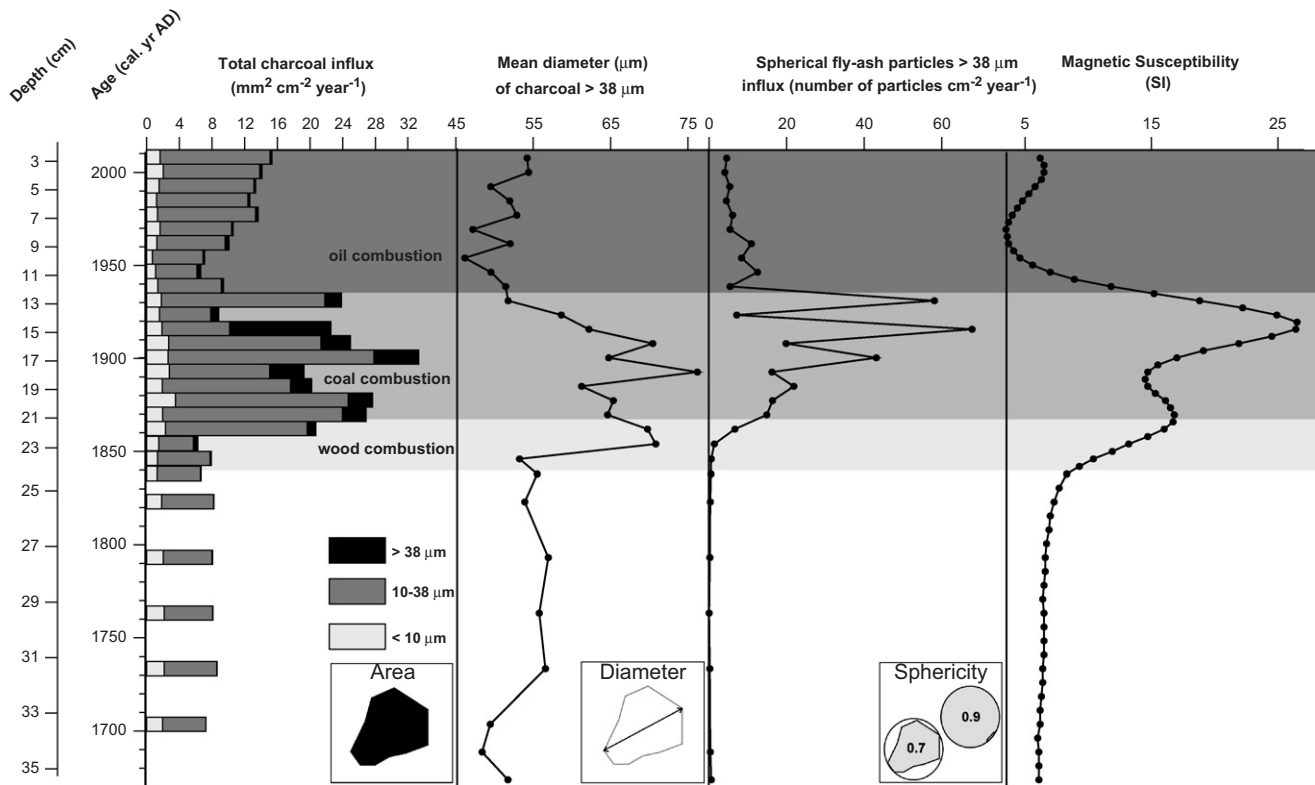 Depth (cm)
Age (cal. yr AD)
Total charcoal influx
(mm² cm⁻² year⁻¹)
Mean diameter (μm)
of charcoal > 38 μm
Spherical fly-ash particles > 38 μm
influx (number of particles cm⁻² year⁻¹)
Magnetic Susceptibility
(SI)
0 4 8 12 16 20 24 28 32
45 55 65 75
0 20 40 60
5 15 25
3
5
7
9
11
13
15
17
19
21
23
25
27
29
31
33
35
2000
1950
1900
1850
1800
1750
1700
oil combustion
coal combustion
wood combustion
> 38 μm
10-38 μm
< 10 μm
Area
Diameter
Sphericity
0.9
0.7